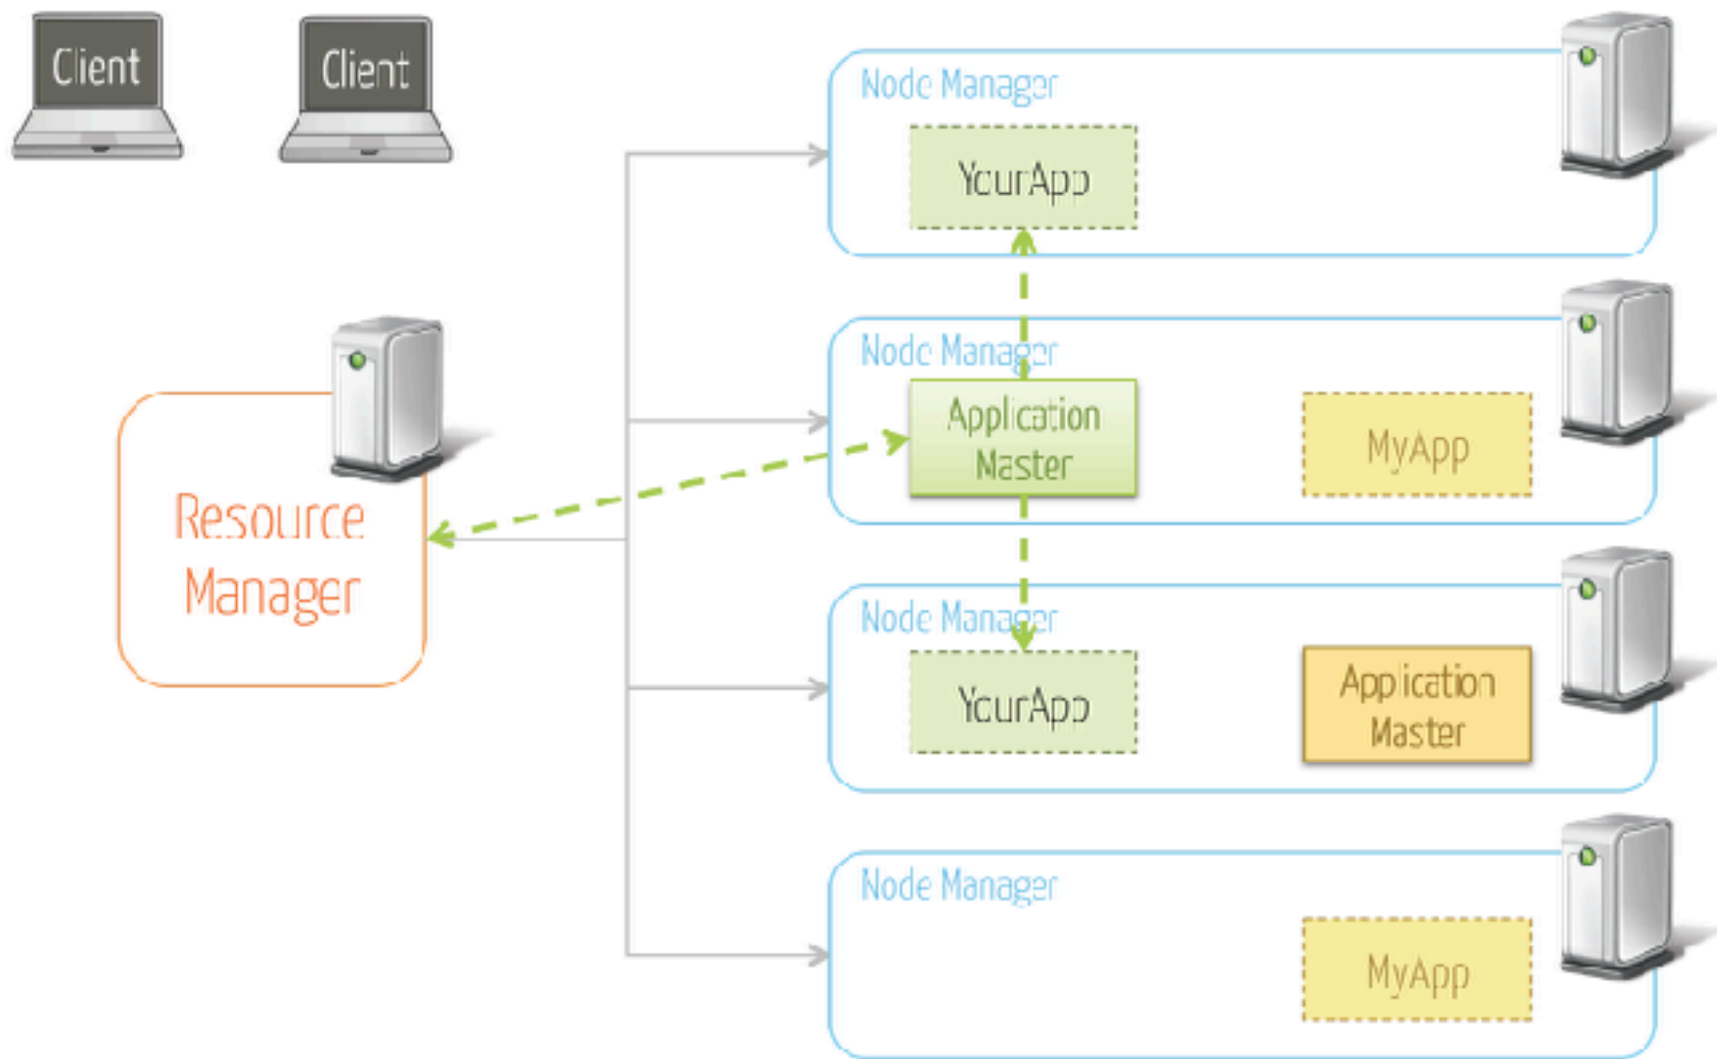 Client
Client
Node Manager
YourApp
Node Manager
Application
Master
MyApp
Resource
Manager
Node Manager
YourApp
Application
Master
Node Manager
MyApp